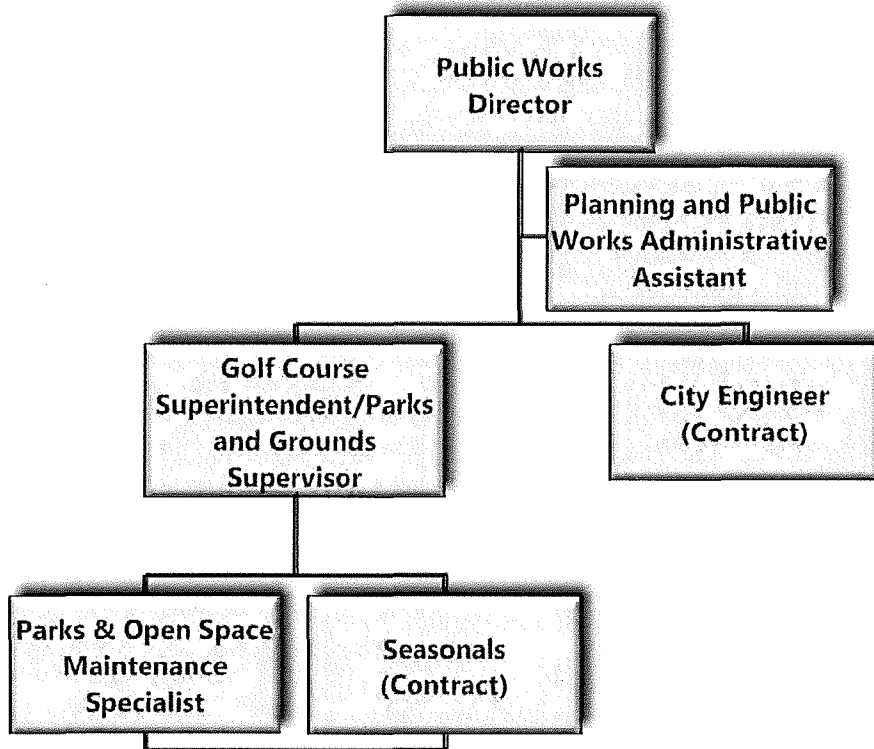 Public Works
Director
Planning and Public
Works Administrative
Assistant
Golf Course
Superintendent/Parks
and Grounds
Supervisor
City Engineer
(Contract)
Parks & Open Space
Maintenance
Specialist
Seasonals
(Contract)